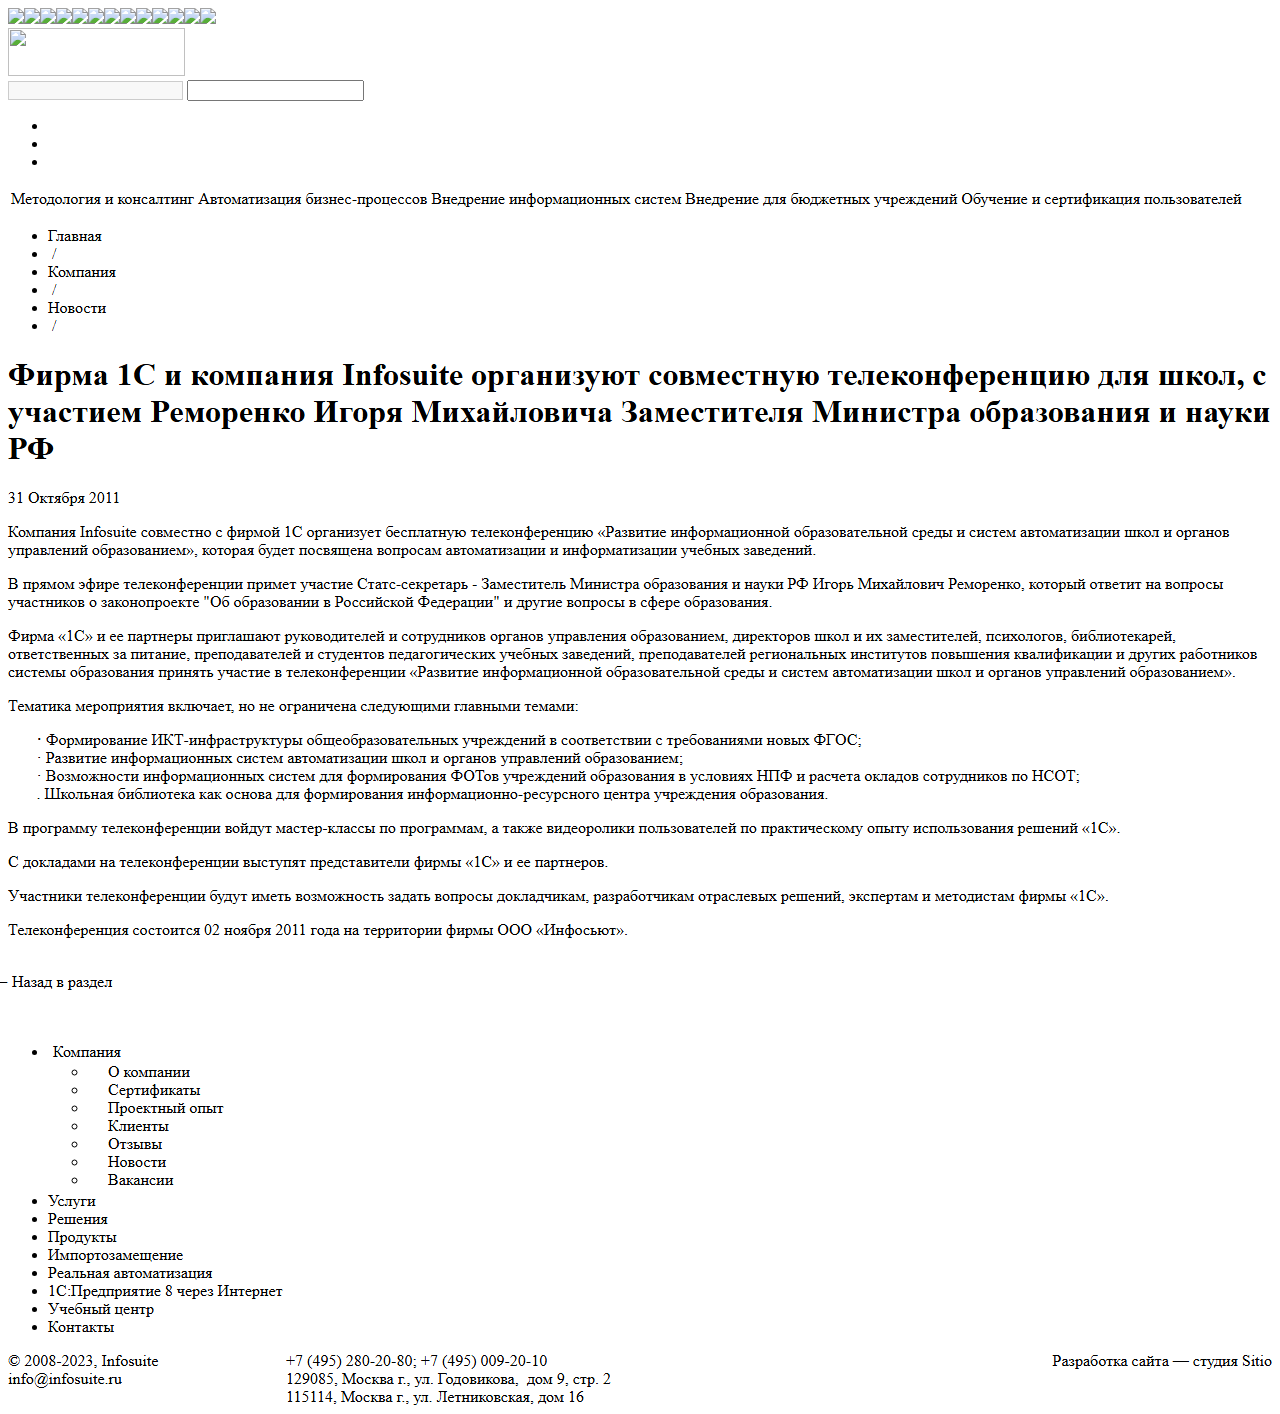 Методология и консалтинг Автоматизация бизнес-процессов Внедрение информационных систем Внедрение для бюджетных учреждений Обучение и сертификация пользователей
Главная
/
Компания
/
Новости
/
Фирма 1С и компания Infosuite организуют совместную телеконференцию для школ, с
участием Реморенко Игоря Михайловича Заместителя Министра образования и науки
РФ
31 Октября 2011
Компания Infosuite совместно с фирмой 1С организует бесплатную телеконференцию «Развитие информационной образовательной среды и систем автоматизации школ и органов
управлений образованием», которая будет посвящена вопросам автоматизации и информатизации учебных заведений.
В прямом эфире телеконференции примет участие Статс-секретарь - Заместитель Министра образования и науки РФ Игорь Михайлович Реморенко, который ответит на вопросы
участников о законопроекте "Об образовании в Российской Федерации" и другие вопросы в сфере образования.
Фирма «1С» и ее партнеры приглашают руководителей и сотрудников органов управления образованием, директоров школ и их заместителей, психологов, библиотекарей,
ответственных за питание, преподавателей и студентов педагогических учебных заведений, преподавателей региональных институтов повышения квалификации и других работников
системы образования принять участие в телеконференции «Развитие информационной образовательной среды и систем автоматизации школ и органов управлений образованием».
Тематика мероприятия включает, но не ограничена следующими главными темами:
· Формирование ИКТ-инфраструктуры общеобразовательных учреждений в соответствии с требованиями новых ФГОС;
· Развитие информационных систем автоматизации школ и органов управлений образованием;
· Возможности информационных систем для формирования ФОТов учреждений образования в условиях НПФ и расчета окладов сотрудников по НСОТ;
. Школьная библиотека как основа для формирования информационно-ресурсного центра учреждения образования.
В программу телеконференции войдут мастер-классы по программам, а также видеоролики пользователей по практическому опыту использования решений «1С».
С докладами на телеконференции выступят представители фирмы «1С» и ее партнеров.
Участники телеконференции будут иметь возможность задать вопросы докладчикам, разработчикам отраслевых решений, экспертам и методистам фирмы «1С».
Телеконференция состоится 02 ноября 2011 года на территории фирмы ООО «Инфосьют».
– Назад в раздел
Компания
О компании
Сертификаты
Проектный опыт
Клиенты
Отзывы
Новости
Вакансии
Услуги
Решения
Продукты
Импортозамещение
Реальная автоматизация
1С:Предприятие 8 через Интернет
Учебный центр
Контакты
© 2008-2023, Infosuite
info@infosuite.ru
+7 (495) 280-20-80; +7 (495) 009-20-10
129085, Москва г., ул. Годовикова,  дом 9, стр. 2
115114, Москва г., ул. Летниковская, дом 16
Разработка сайта — студия Sitio